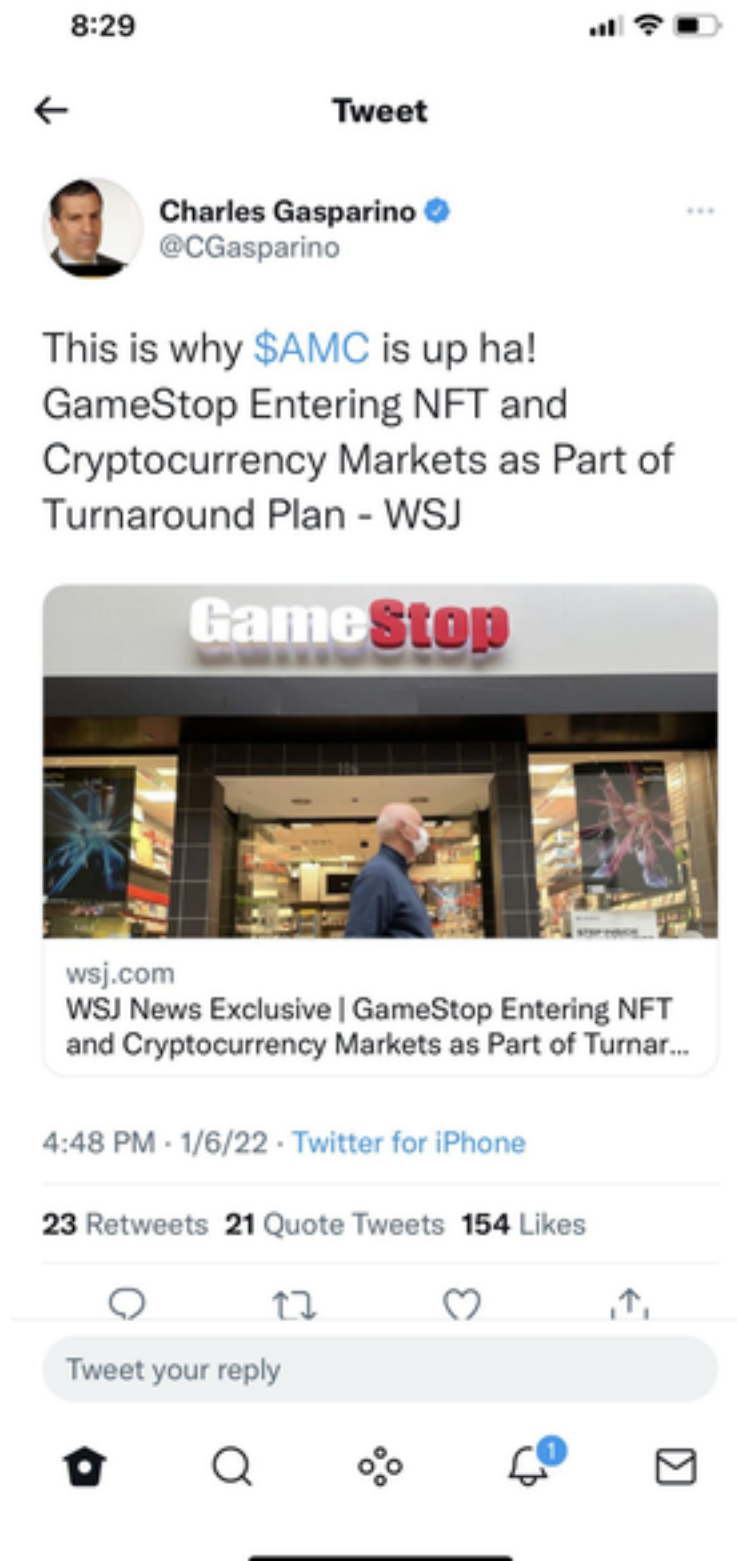 8:29
Tweet
Charles Gasparino
@CGasparino
This is why $AMC is up ha!
GameStop Entering NFT and
Cryptocurrency Markets as Part of
Turnaround Plan - WSJ
GameStop
wsj.com
WSJ News Exclusive | GameStop Entering NFT
and Cryptocurrency Markets as Part of Turnar...
4:48 PM · 1/6/22 · Twitter for iPhone
23 Retweets 21 Quote Tweets 154 Likes
Tweet your reply
1